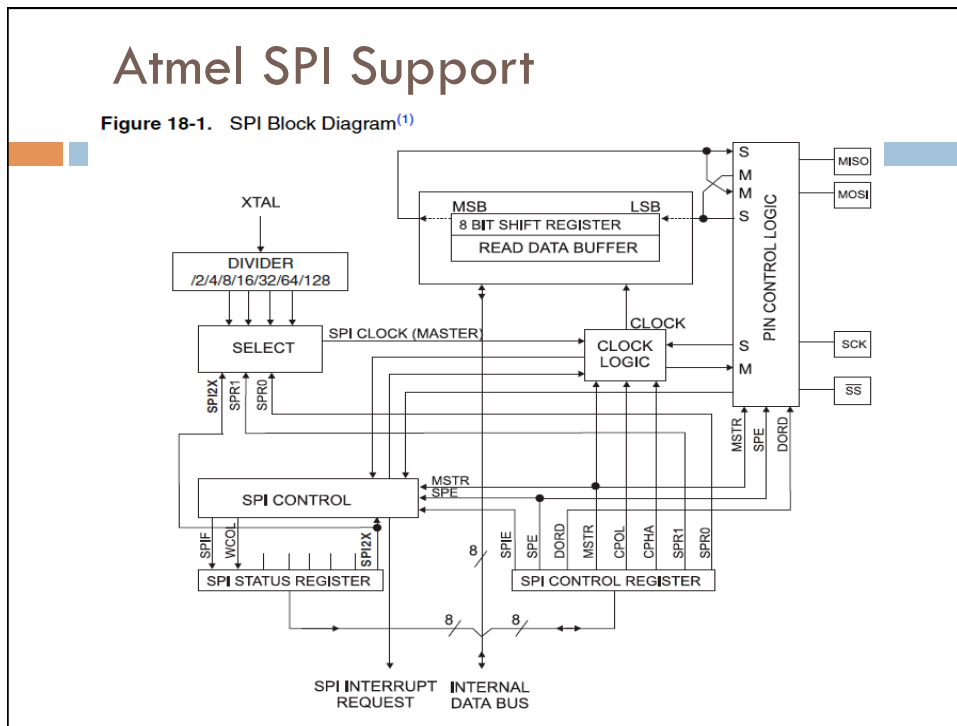 Atmel SPI Support
Figure 18-1. SPI Block Diagram(1)
S
MISO
M
M
MOSI
MSB
LSB
S
8 BIT SHIFT REGISTER
READ DATA BUFFER
XTAL
DIVIDER
/2/4/8/16/32/64/128
PIN CONTROL LOGIC
SPI CLOCK (MASTER)
CLOCK
SELECT
CLOCK
LOGIC
S
SCK
M
SS
SPI2X
SPR1
SPR0
MSTR
SPE
DORD
MSTR
SPE
SPI CONTROL
SPIF
WCOL
SPI2X
SPIE
SPE
DORD
MSTR
CPOL
CPHA
SPR1
SPR0
8
SPI STATUS REGISTER
SPI CONTROL REGISTER
8
8
SPI INTERRUPT
REQUEST
INTERNAL
DATA BUS